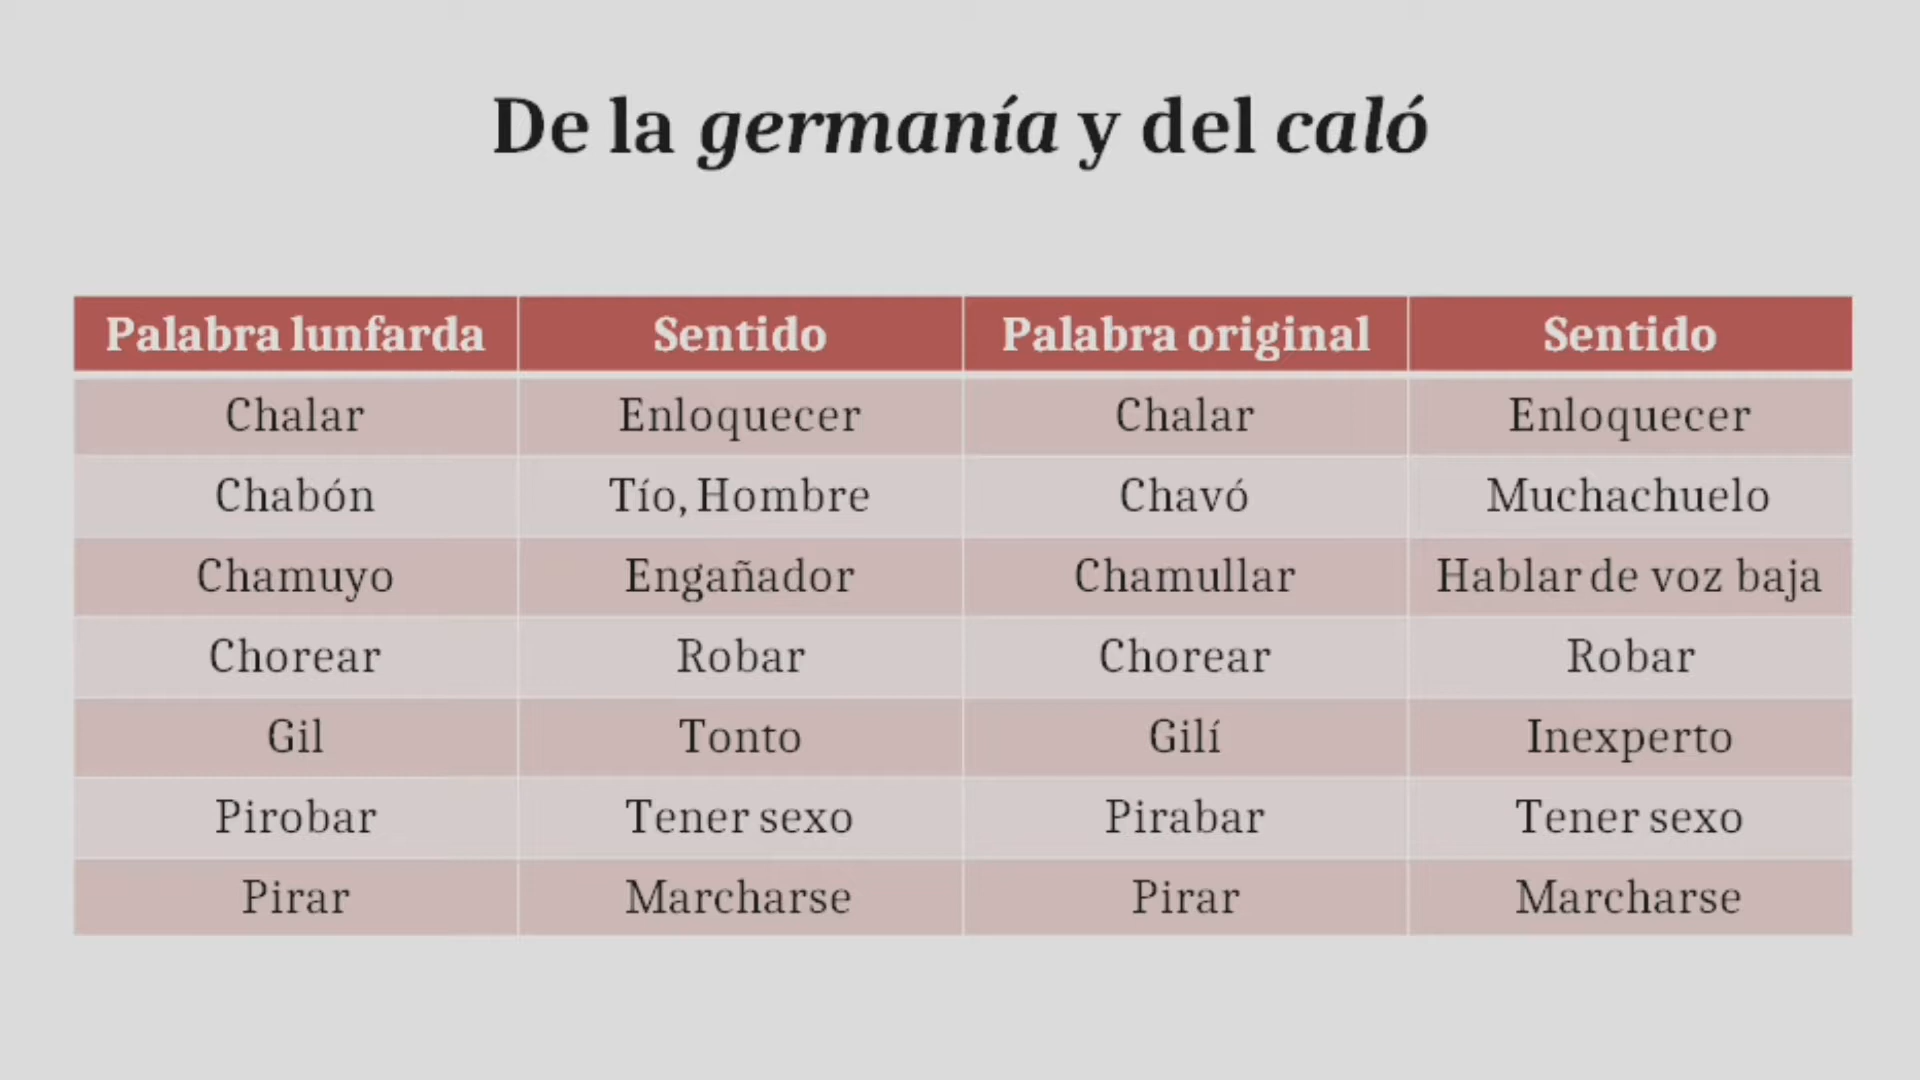 De la germanía y del caló
Palabra lunfarda Sentido Palabra original Sentido
Chalar Enloquecer Chalar Enloquecer
Chabón Tío, Hombre Chavó Muchachuelo
Chamuyo Engañador Chamullar Hablar de voz baja
Chorear Robar Chorear Robar
Gil Tonto Gilí Inexperto
Pirobar Tener sexo Pirabar Tener sexo
Pirar Marcharse Pirar Marcharse